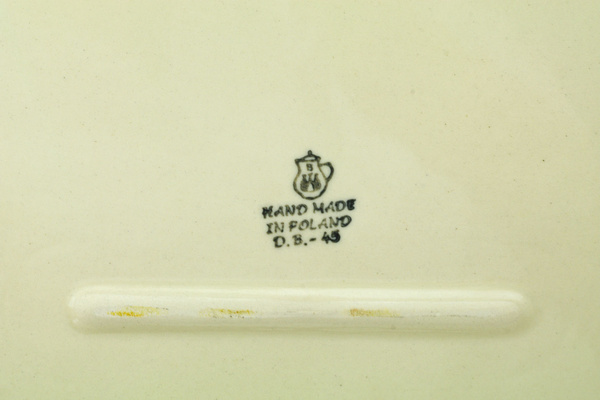 B
HAND MADE
IN POLAND
D.B.-45